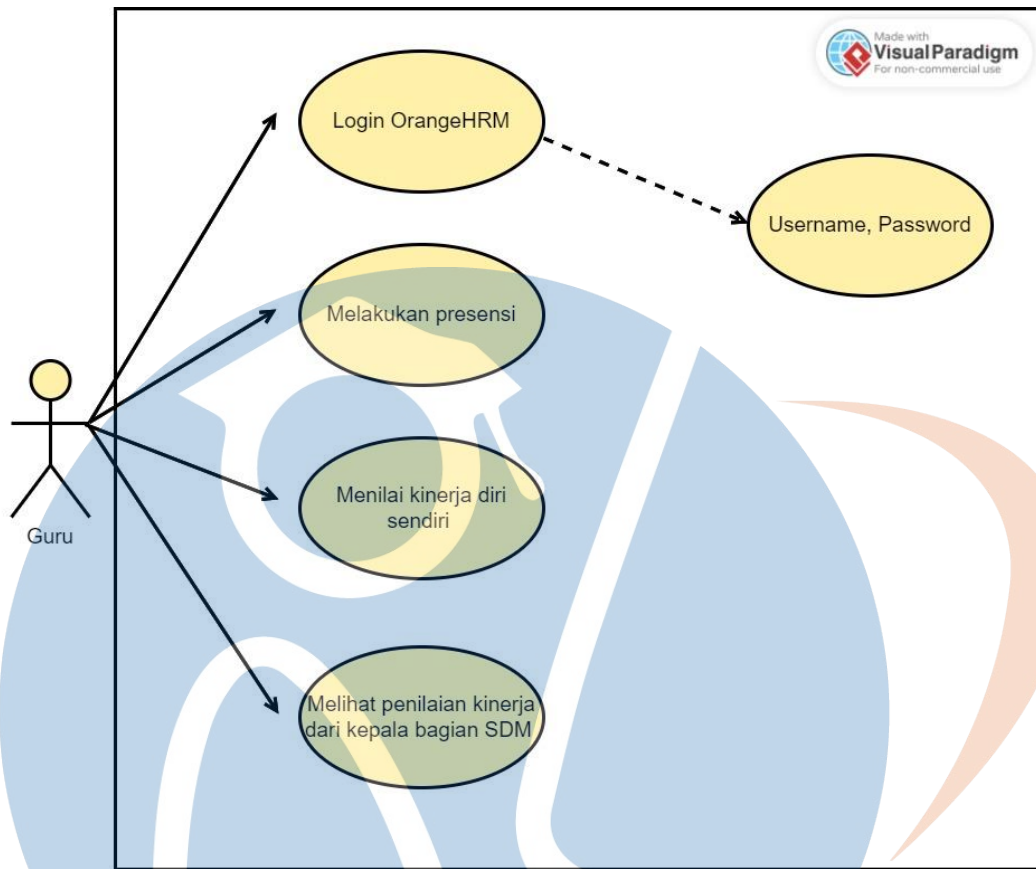 Made with
Visual Paradigm
For non-commercial use
Login OrangeHRM
Username, Password
Melakukan presensi
Menilai kinerja diri
sendiri
Guru
Melihat penilaian kinerja
dari kepala bagian SDM